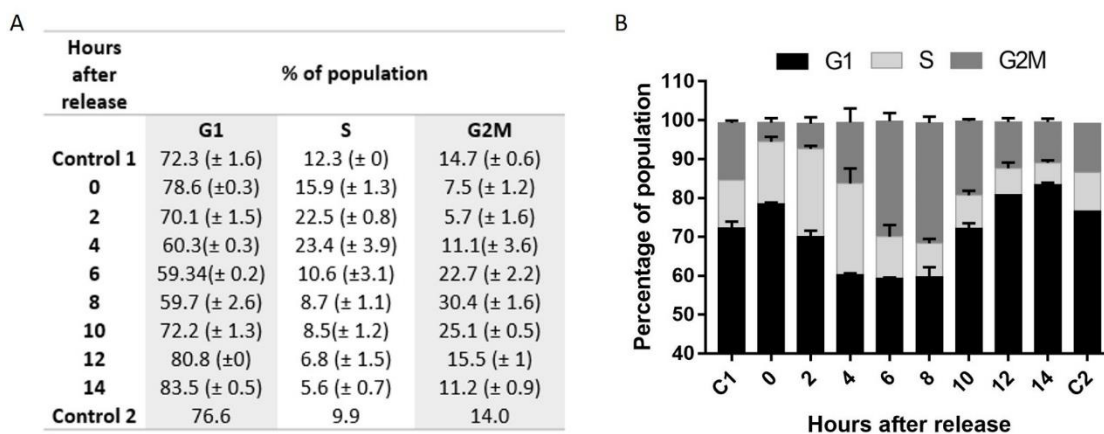 A
Hours after release % of population
G1 S G2M
Control 1 72.3 (± 1.6) 12.3 (± 0) 14.7 (± 0.6)
0 78.6 (±0.3) 15.9 (± 1.3) 7.5 (± 1.2)
2 70.1 (± 1.5) 22.5 (± 0.8) 5.7 (± 1.6)
4 60.3(± 0.3) 23.4 (± 3.9) 11.1(± 3.6)
6 59.34(± 0.2) 10.6 (±3.1) 22.7 (± 2.2)
8 59.7 (± 2.6) 8.7 (± 1.1) 30.4 (± 1.6)
10 72.2 (± 1.3) 8.5(± 1.2) 25.1 (± 0.5)
12 80.8 (±0) 6.8 (± 1.5) 15.5 (± 1)
14 83.5 (± 0.5) 5.6 (± 0.7) 11.2 (± 0.9)
Control 2 76.6 9.9 14.0
B
G1 S G2M
Percentage of population
110
100
90
80
70
60
50
40
C1 0 2 4 6 8 10 12 14 C2
Hours after release